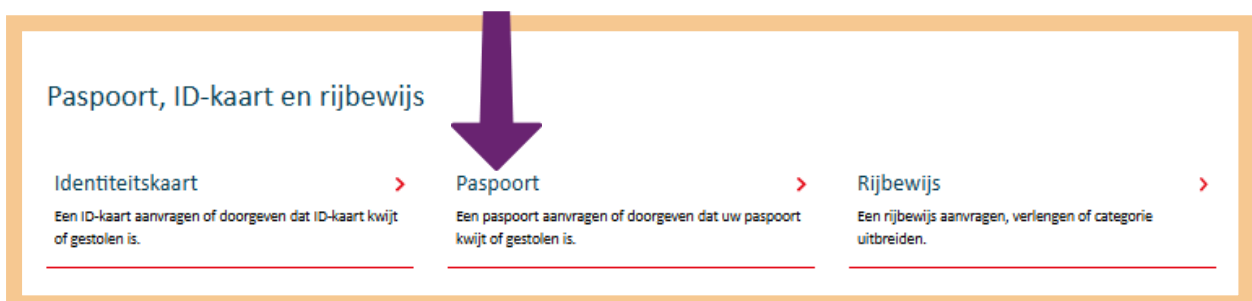 Paspoort, ID-kaart en rijbewijs
Identiteitskaart
Een ID-kaart aanvragen of doorgeven dat ID-kaart kwijt
of gestolen is.
Paspoort
Een paspoort aanvragen of doorgeven dat uw paspoort
kwijt of gestolen is.
Rijbewijs
Een rijbewijs aanvragen, verlengen of categorie
uitbreiden.